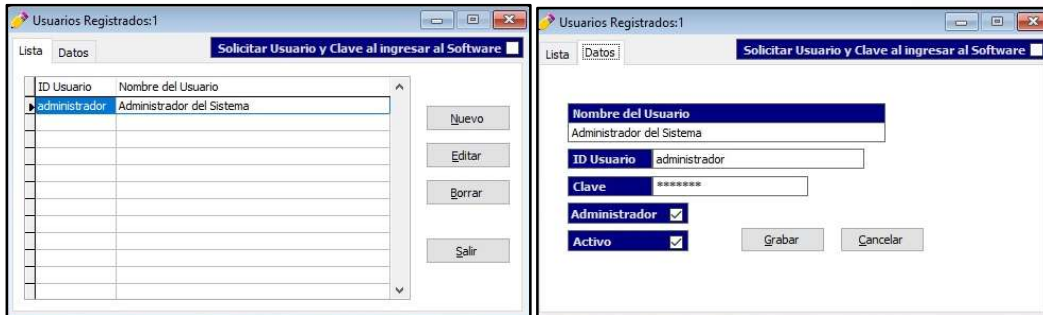 Usuarios Registrados:1
Lista Datos Solicitar Usuario y Clave al ingresar al Software
ID Usuario Nombre del Usuario
administrador Administrador del Sistema
Nuevo
Editar
Borrar
Salir
Usuarios Registrados:1
Lista Datos Solicitar Usuario y Clave al ingresar al Software
Nombre del Usuario
Administrador del Sistema
ID Usuario administrador
Clave *******
Administrador
Activo Grabar Cancelar